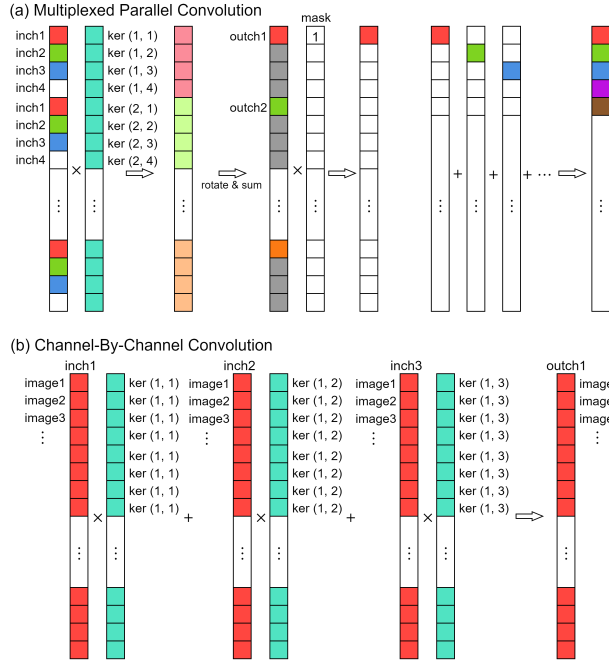 (a) Multiplexed Parallel Convolution
mask
inch1 ker (1, 1) outch1 1
inch2 ker (1, 2)
inch3 ker (1, 3)
inch4 ker (1, 4)
inch1 ker (2, 1) outch2
inch2 ker (2, 2)
inch3 ker (2, 3)
inch4 ker (2, 4)
× × + + + ···
rotate & sum
⋮ ⋮ ⋮ ⋮ ⋮ ⋮ ⋮ ⋮ ⋮
(b) Channel-By-Channel Convolution
inch1 inch2 inch3 outch1
image1 ker (1, 1) image1 ker (1, 2) image1 ker (1, 3) image
image2 ker (1, 1) image2 ker (1, 2) image2 ker (1, 3) image
image3 ker (1, 1) image3 ker (1, 2) image3 ker (1, 3) image
⋮ ker (1, 1) ⋮ ker (1, 2) ⋮ ker (1, 3) ⋮
ker (1, 1) ker (1, 2) ker (1, 3)
ker (1, 1) ker (1, 2) ker (1, 3)
ker (1, 1) ker (1, 2) ker (1, 3)
ker (1, 1) ker (1, 2) ker (1, 3)
× + × + ×
⋮ ⋮ ⋮ ⋮ ⋮ ⋮ ⋮